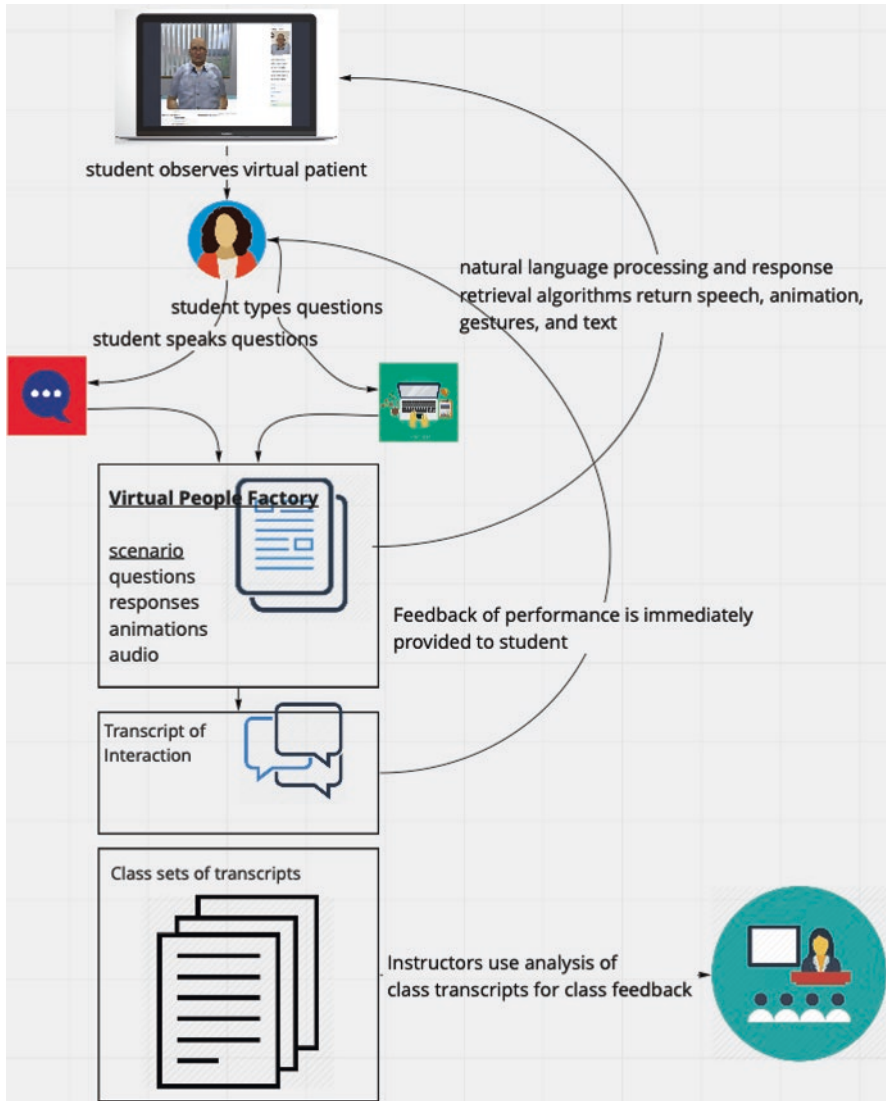 student observes virtual patient
student types questions
student speaks questions
natural language processing and response
retrieval algorithms return speech, animation,
gestures, and text
Virtual People Factory
scenario
questions
responses
animations
audio
Feedback of performance is immediately
provided to student
Transcript of
Interaction
Class sets of transcripts
Instructors use analysis of
class transcripts for class feedback